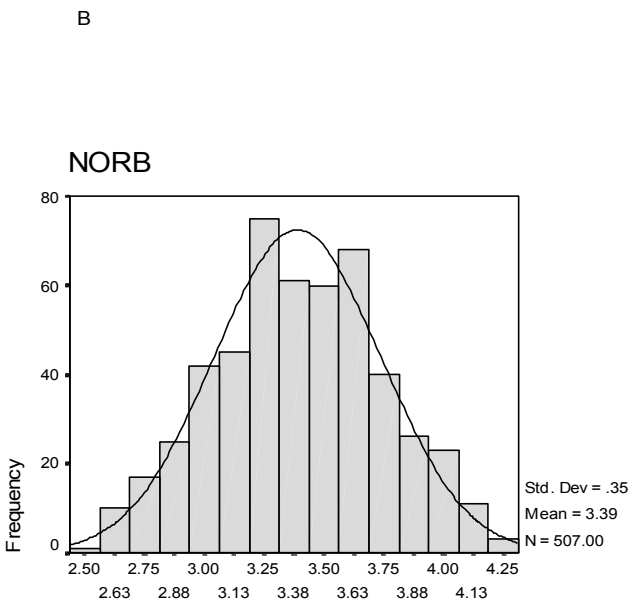 B
NORB
80
60
40
20
0
Frequency
2.50 2.75 3.00 3.25 3.50 3.75 4.00 4.25
2.63 2.88 3.13 3.38 3.63 3.88 4.13
Std. Dev = .35
Mean = 3.39
N = 507.00